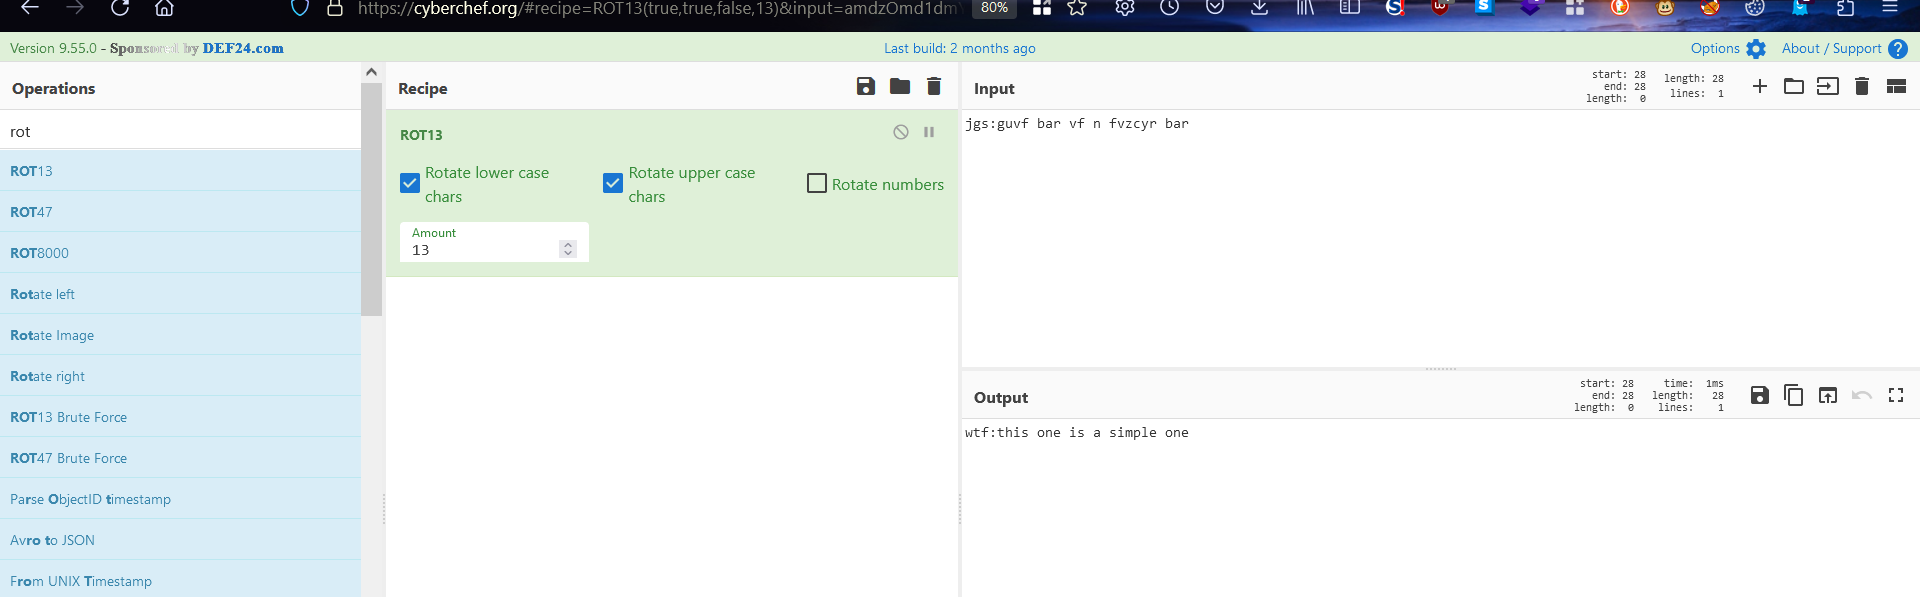 https://cyberchef.org/#recipe=ROT13(true,true,false,13)&input=amdzOmd1dm
80%
Version 9.55.0 - Sponsored by DEF24.com
Last build: 2 months ago
Options
About / Support
Operations
rot
ROT13
ROT47
ROT8000
Rotate left
Rotate Image
Rotate right
ROT13 Brute Force
ROT47 Brute Force
Parse ObjectID timestamp
Avro to JSON
From UNIX Timestamp
Recipe
ROT13
Rotate lower case
chars
Rotate upper case
chars
Rotate numbers
Amount
13
Input
start: 28
end: 28
length: 0
length: 28
lines: 1
jgs:guvf bar vf n fvzcyr bar
Output
start: 28
end: 28
length: 0
time: 1ms
length: 28
lines: 1
wtf:this one is a simple one